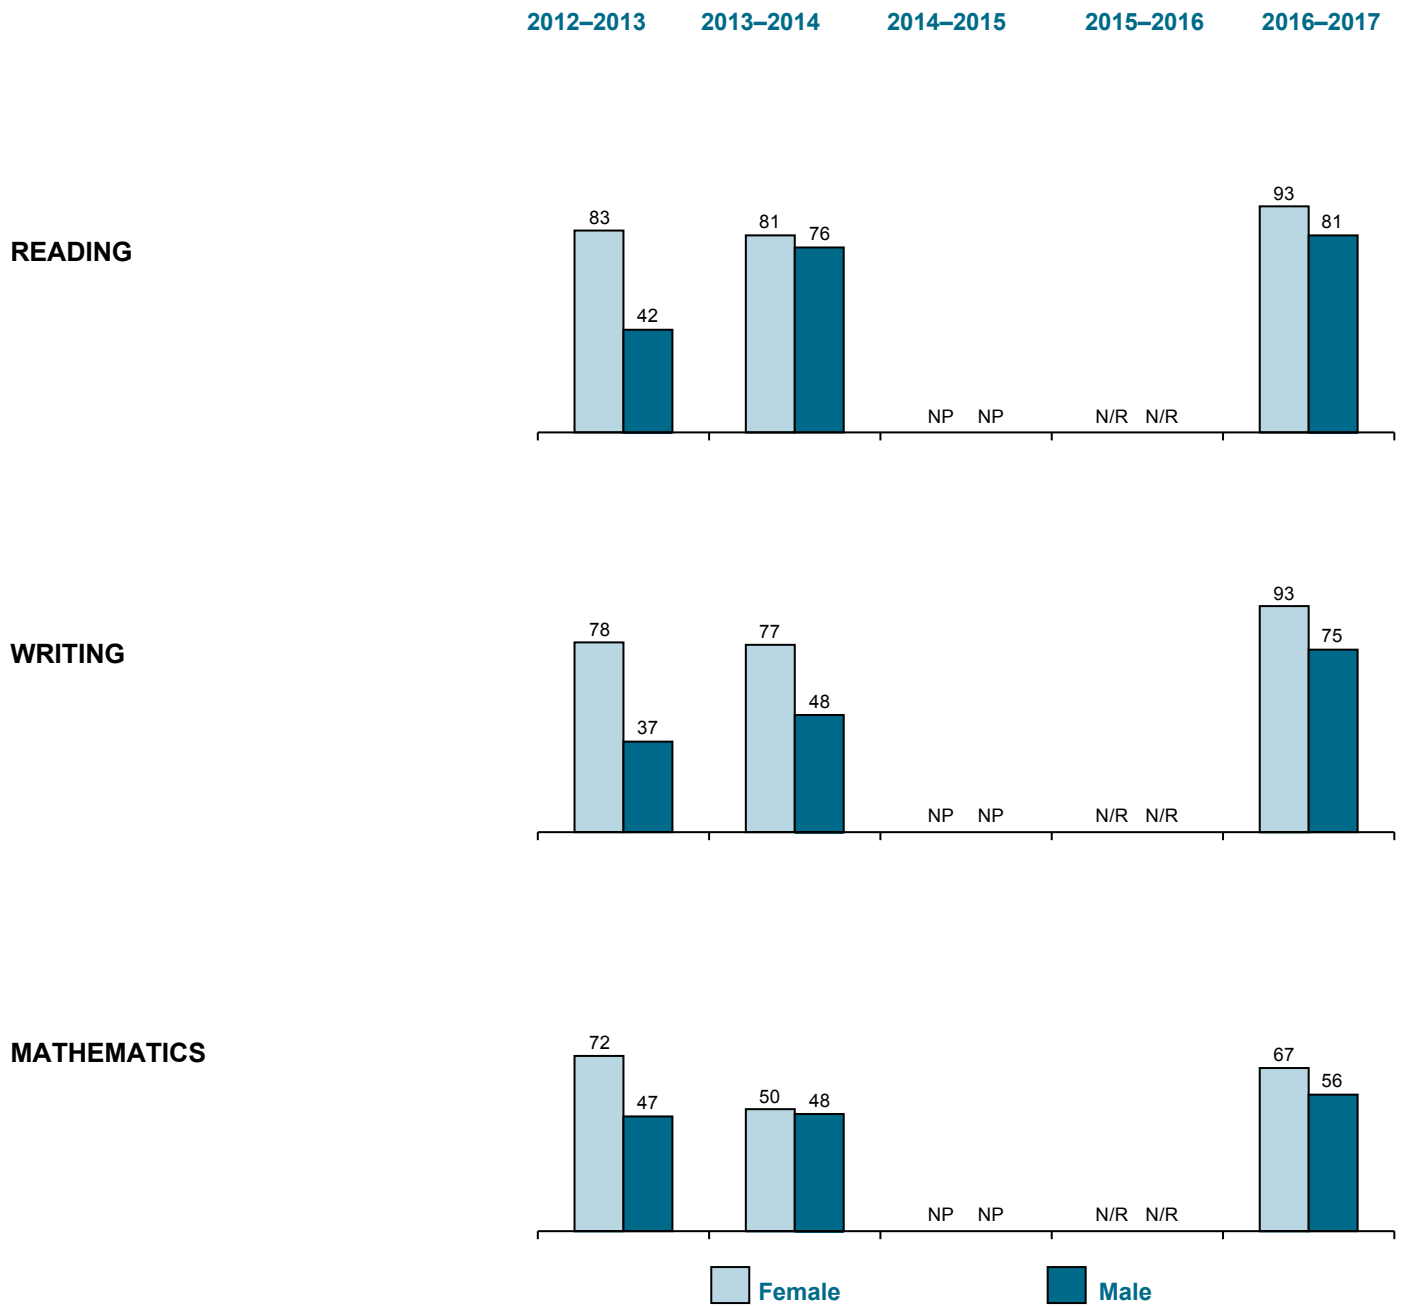 2012–2013 2013–2014 2014–2015 2015–2016 2016–2017
READING
83 42 81 76 NP NP N/R N/R 93 81
WRITING
78 37 77 48 NP NP N/R N/R 93 75
MATHEMATICS
72 47 50 48 NP NP N/R N/R 67 56
Female Male